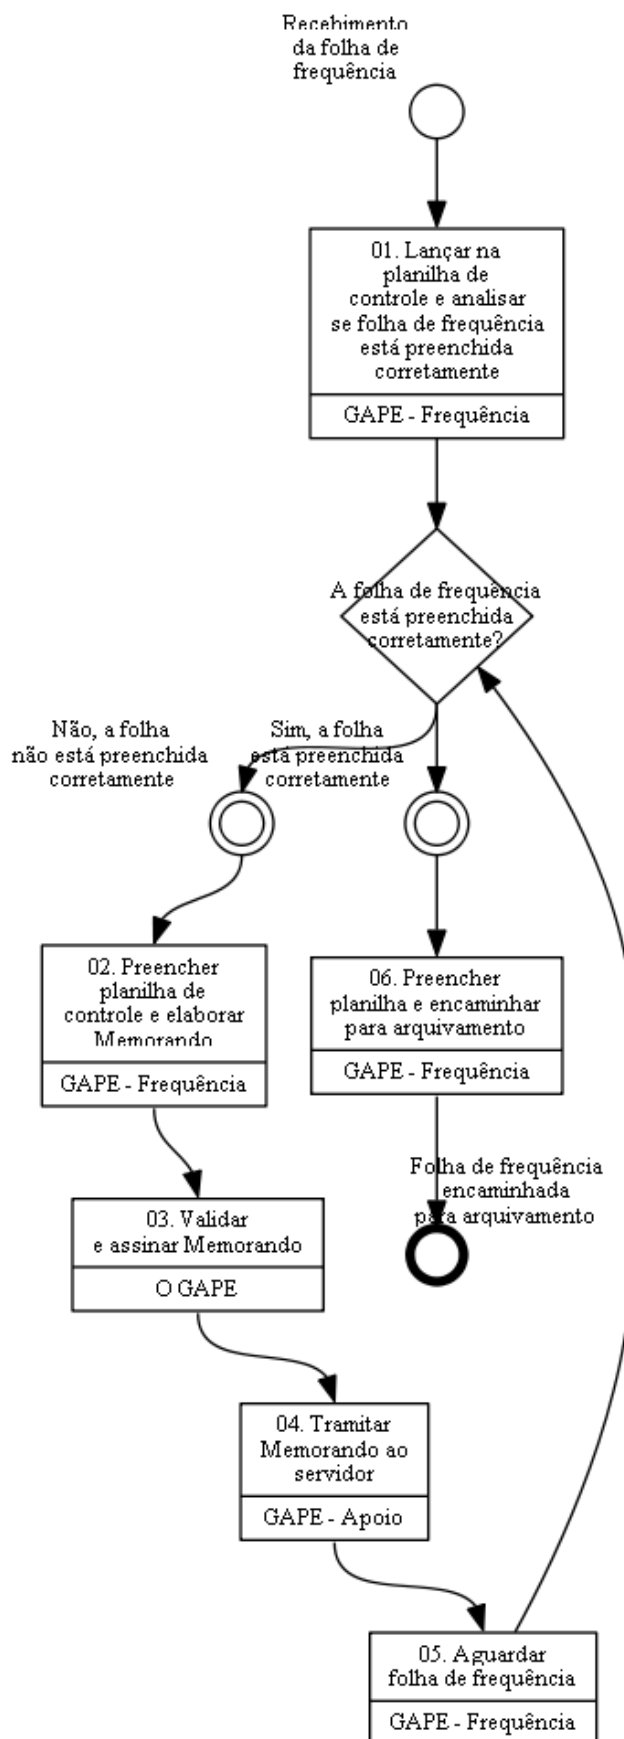 Recebimento
da folha de
frequência
01. Lançar na
planilha de
controle e analisar
se folha de frequência
está preenchida
corretamente
GAPE - Frequência
A folha de frequência
está preenchida
corretamente?
Não, a folha
não está preenchida
corretamente
Sim, a folha
está preenchida
corretamente
02. Preencher
planilha de
controle e elaborar
Memorando
GAPE - Frequência
06. Preencher
planilha e encaminhar
para arquivamento
GAPE - Frequência
Folha de frequência
encaminhada
para arquivamento
03. Validar
e assinar Memorando
O GAPE
04. Tramitar
Memorando ao
servidor
GAPE - Apoio
05. Aguardar
folha de frequência
GAPE - Frequência